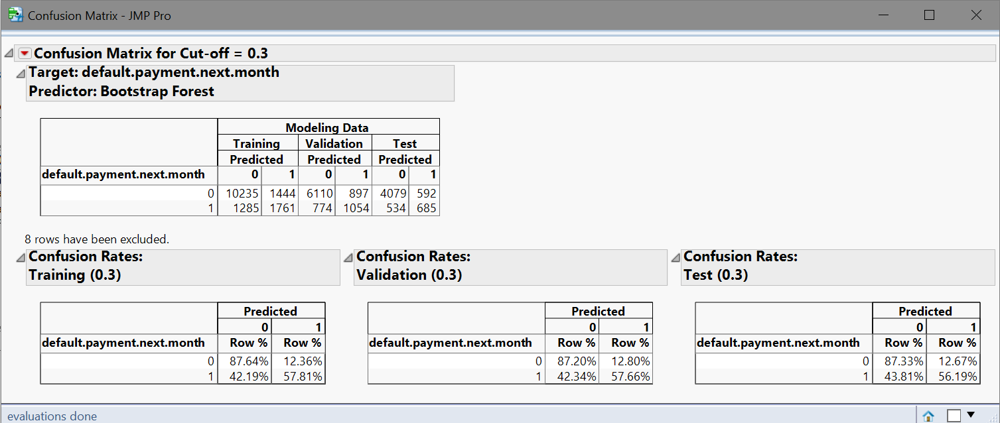 Confusion Matrix - JMP Pro
Confusion Matrix for Cut-off = 0.3
Target: default.payment.next.month
Predictor: Bootstrap Forest
Modeling Data
Training Validation Test
Predicted Predicted Predicted
default.payment.next.month 0 1 0 1 0 1
0 10235 1444 6110 897 4079 592
1 1285 1761 774 1054 534 685
8 rows have been excluded.
Confusion Rates: Confusion Rates: Confusion Rates:
Training (0.3) Validation (0.3) Test (0.3)
Predicted Predicted Predicted
0 1 0 1 0 1
default.payment.next.month Row % Row % default.payment.next.month Row % Row % default.payment.next.month Row % Row %
0 87.64% 12.36% 0 87.20% 12.80% 0 87.33% 12.67%
1 42.19% 57.81% 1 42.34% 57.66% 1 43.81% 56.19%
evaluations done